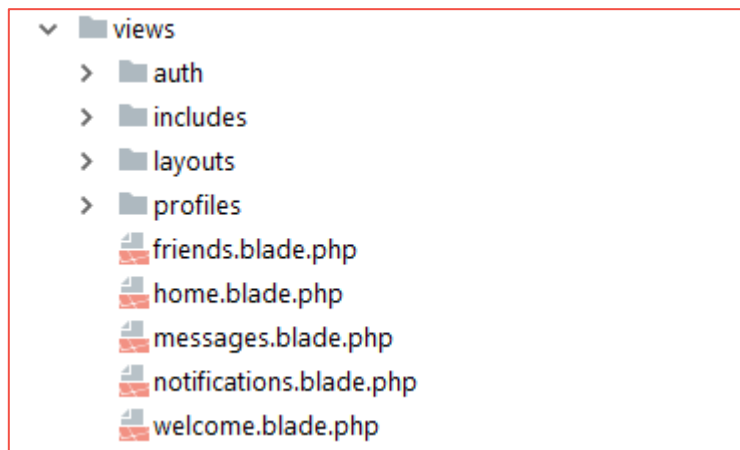 views
auth
includes
layouts
profiles
friends.blade.php
home.blade.php
messages.blade.php
notifications.blade.php
welcome.blade.php